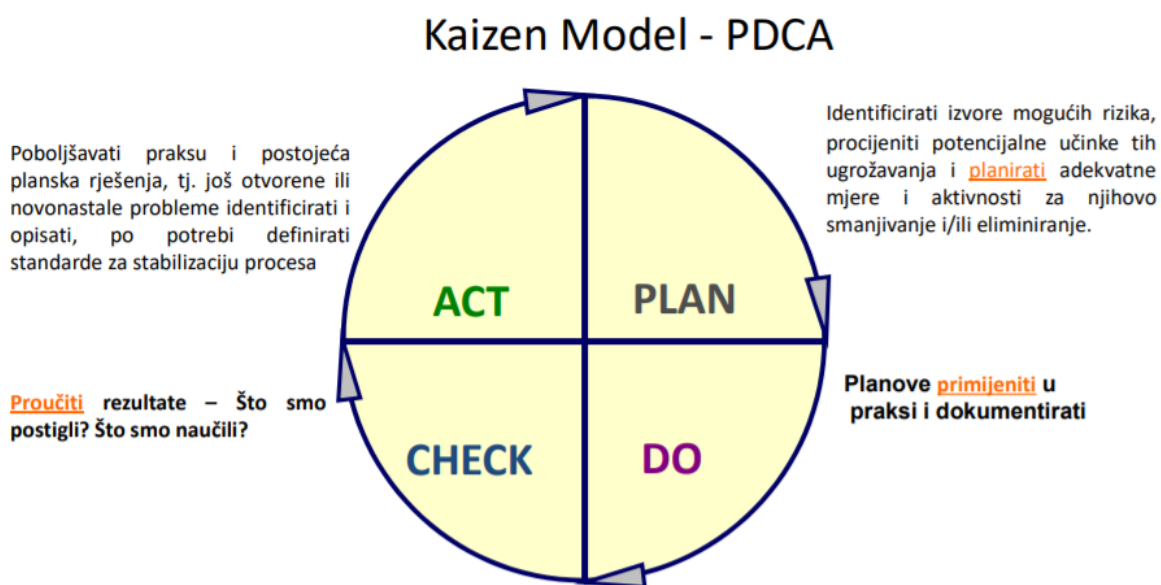 Kaizen Model - PDCA
Identificirati izvore mogućih rizika,
procijeniti potencijalne učinke tih
ugrožavanja i planirati adekvatne
mjere i aktivnosti za njihovo
smanjivanje i/ili eliminiranje.
Poboljšavati praksu i postojeća
planska rješenja, tj. još otvorene ili
novonastale probleme identificirati i
opisati, po potrebi definirati
standarde za stabilizaciju procesa
ACT
PLAN
Planove primijeniti u
praksi i dokumentirati
Proučiti rezultate – Što smo
postigli? Što smo naučili?
CHECK
DO